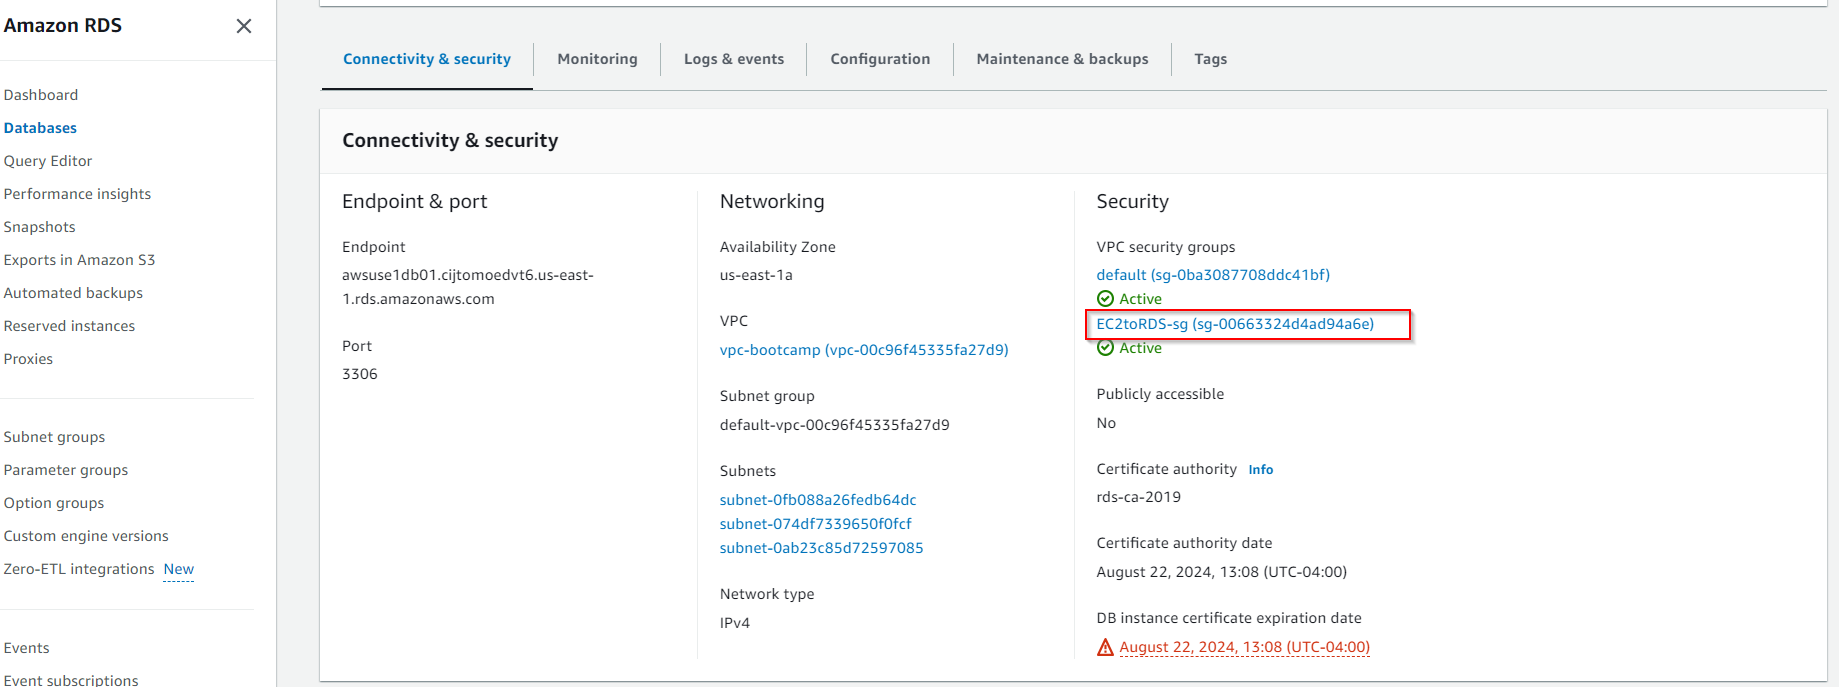 Amazon RDS
Dashboard
Databases
Query Editor
Performance insights
Snapshots
Exports in Amazon S3
Automated backups
Reserved instances
Proxies
Subnet groups
Parameter groups
Option groups
Custom engine versions
Zero-ETL integrations New
Events
Event subscriptions
Connectivity & security
Monitoring
Logs & events
Configuration
Maintenance & backups
Tags
Connectivity & security
Endpoint & port
Endpoint
awsuse1db01.cijtomoedvt6.us-east-
1.rds.amazonaws.com
Port
3306
Networking
Availability Zone
us-east-1a
VPC
vpc-bootcamp (vpc-00c96f45335fa27d9)
Subnet group
default-vpc-00c96f45335fa27d9
Subnets
subnet-0fb088a26fedb64dc
subnet-074df7339650f0fcf
subnet-0ab23c85d72597085
Network type
IPv4
Security
VPC security groups
default (sg-0ba3087708ddc41bf)
Active
EC2toRDS-sg (sg-00663324d4ad94a6e)
Active
Publicly accessible
No
Certificate authority Info
rds-ca-2019
Certificate authority date
August 22, 2024, 13:08 (UTC-04:00)
DB instance certificate expiration date
August 22, 2024, 13:08 (UTC-04:00)